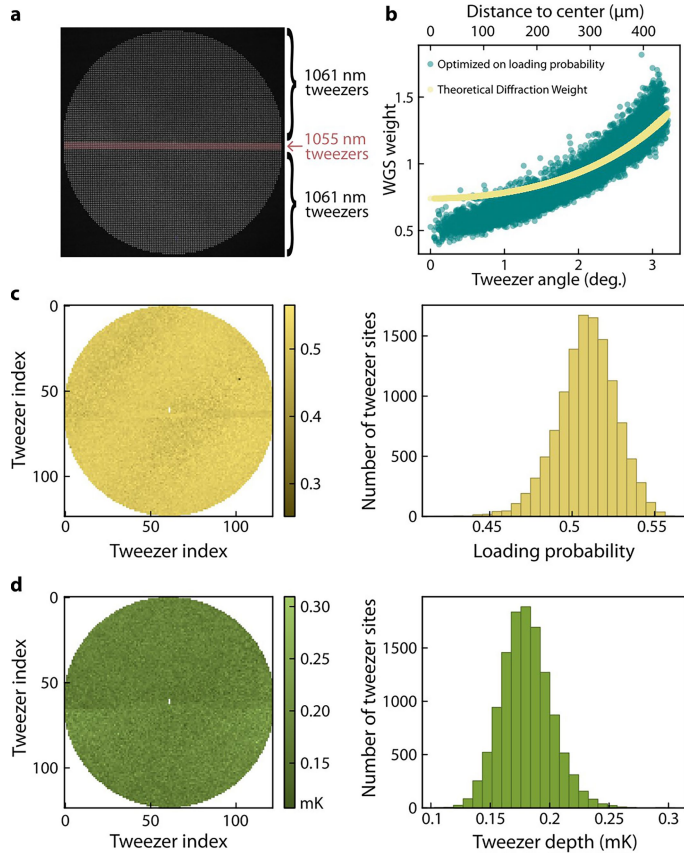 a
1061 nm
tweezers
1055 nm
tweezers
1061 nm
tweezers
b
Distance to center (μm)
0 100 200 300 400
Optimized on loading probability
Theoretical Diffraction Weight
WGS weight
1.5
1
0.5
0 1 2 3
Tweezer angle (deg.)
c
Tweezer index
0
50
100
0 50 100
Tweezer index
0.5
0.4
0.3
Number of tweezer sites
1500
1000
500
0
0.45 0.5 0.55
Loading probability
d
Tweezer index
0
50
100
0 50 100
Tweezer index
0.30
0.25
0.20
0.15
mK
Number of tweezer sites
1500
1000
500
0
0.1 0.15 0.2 0.25 0.3
Tweezer depth (mK)